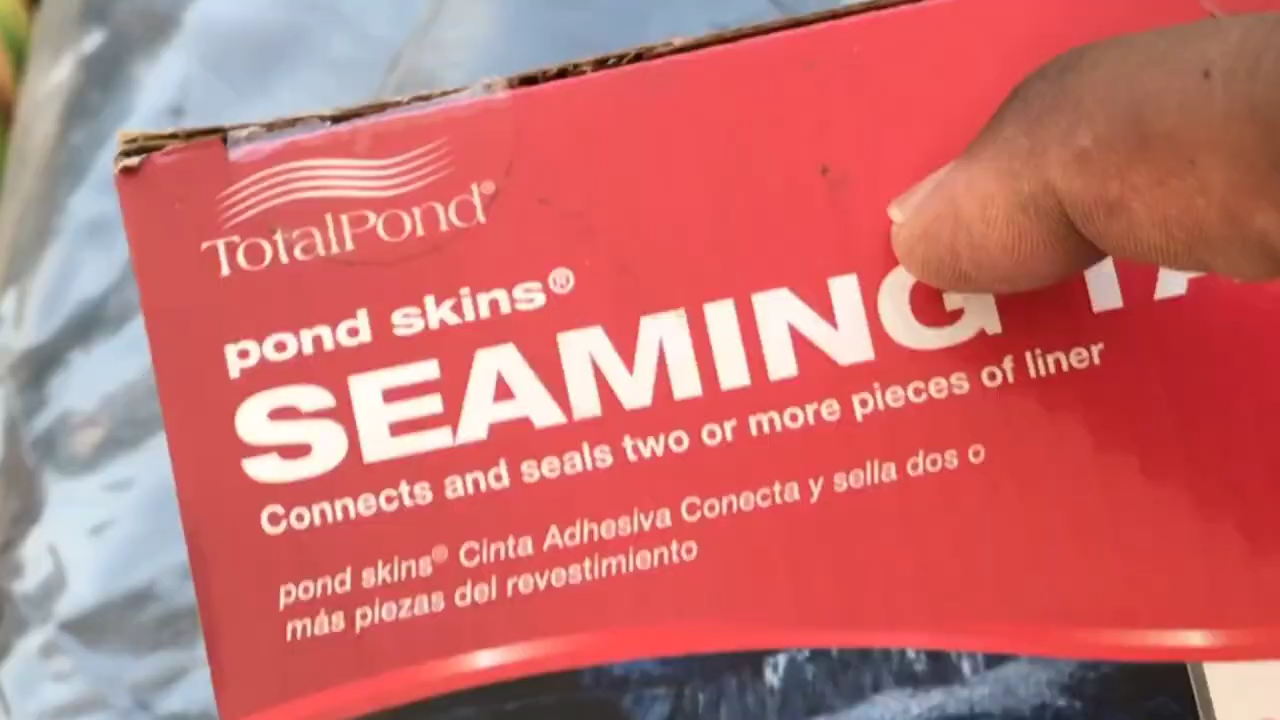 TotalPond®
pond skins®
SEAMING TA
Connects and seals two or more pieces of liner
pond skins® Cinta Adhesiva Conecta y sella dos o
más piezas del revestimiento